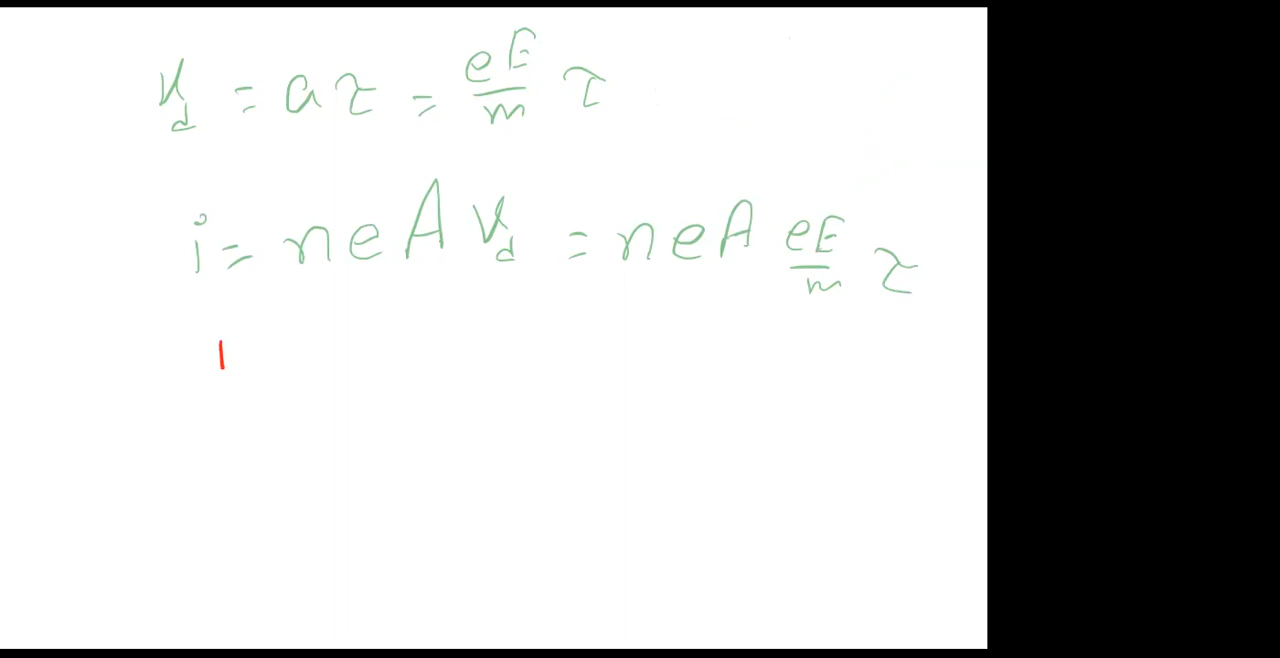 V_d = aτ = eE/m τ
i = neAV_d = neA eE/m τ